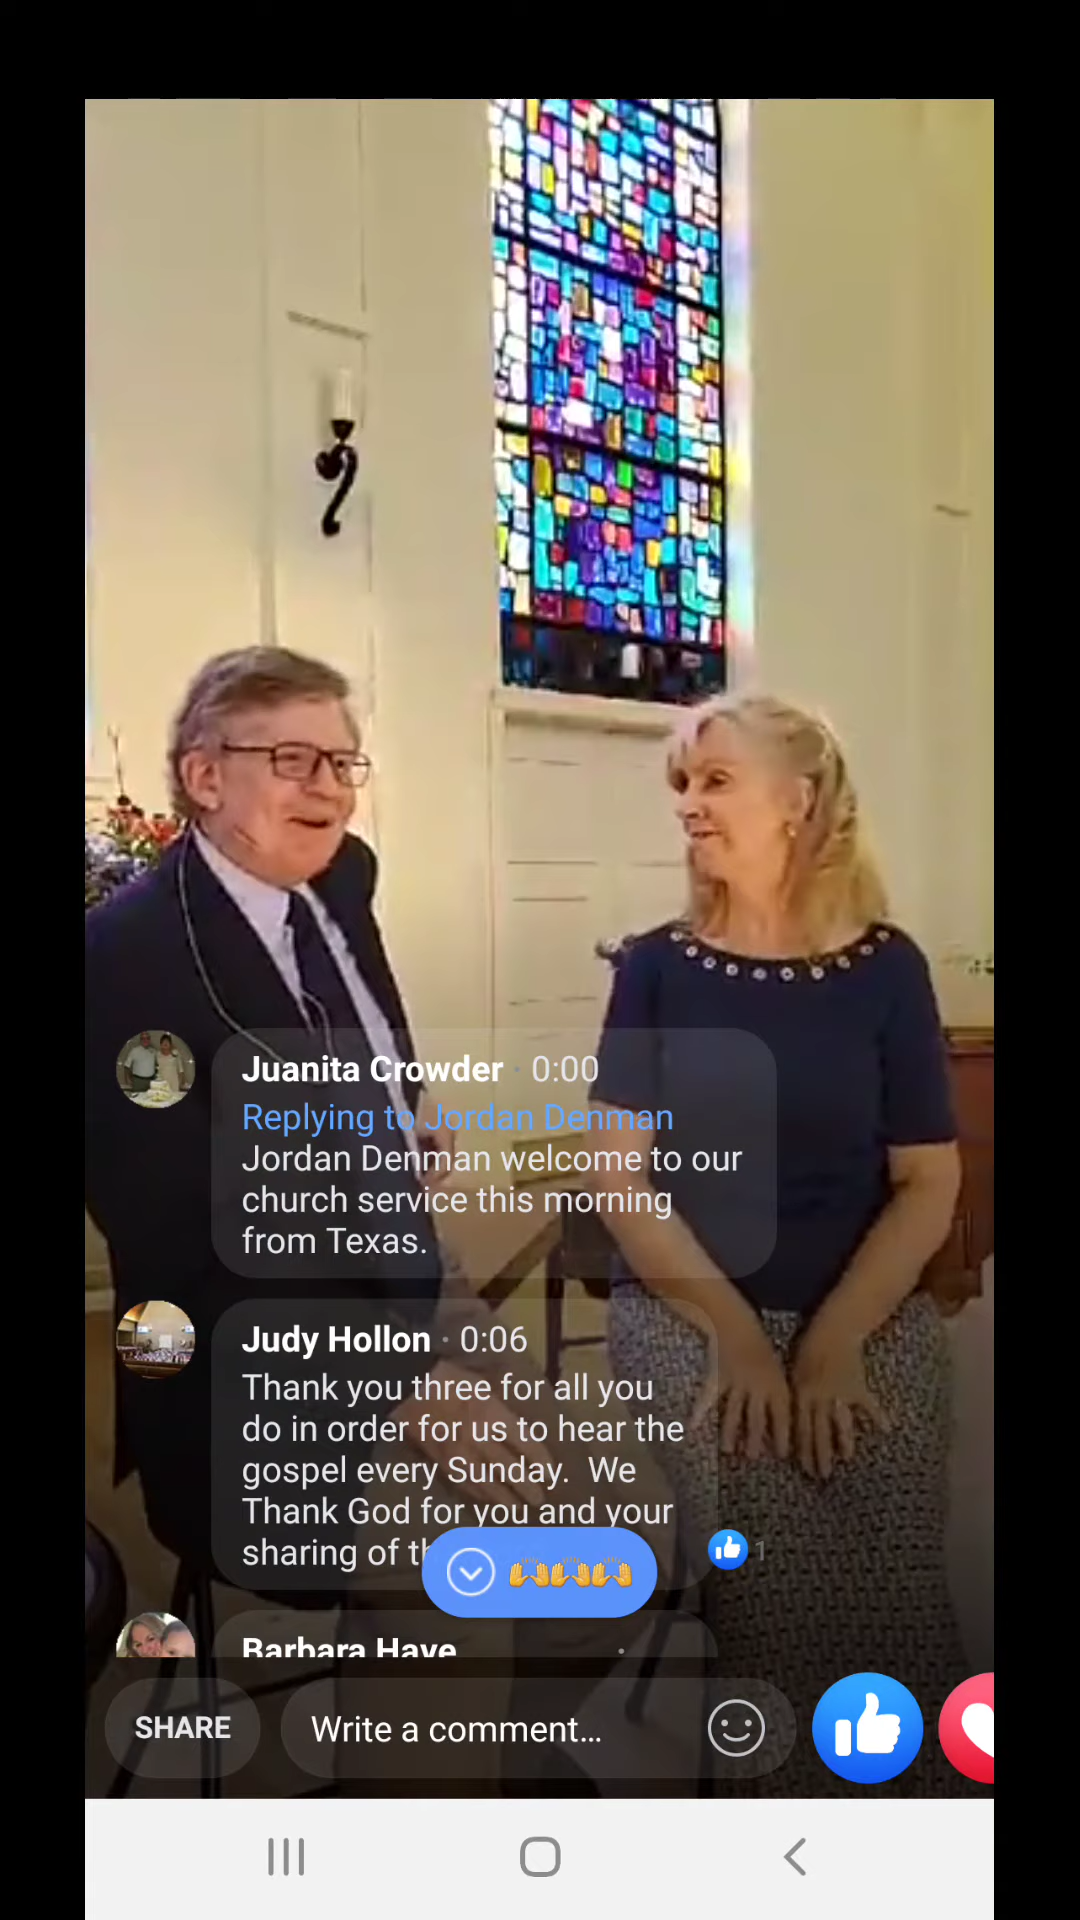 Juanita Crowder · 0:00
Replying to Jordan Denman
Jordan Denman welcome to our
church service this morning
from Texas.
Judy Hollon · 0:06
Thank you three for all you
do in order for us to hear the
gospel every Sunday. We
Thank God for you and your
sharing of
1
Barbara
SHARE
Write a comment...